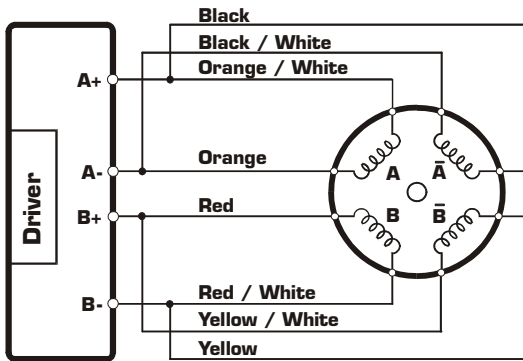 Black
Black / White
Orange / White
A+
A-
Orange
A Ā
Driver
B+
Red
B B̄
B-
Red / White
Yellow / White
Yellow